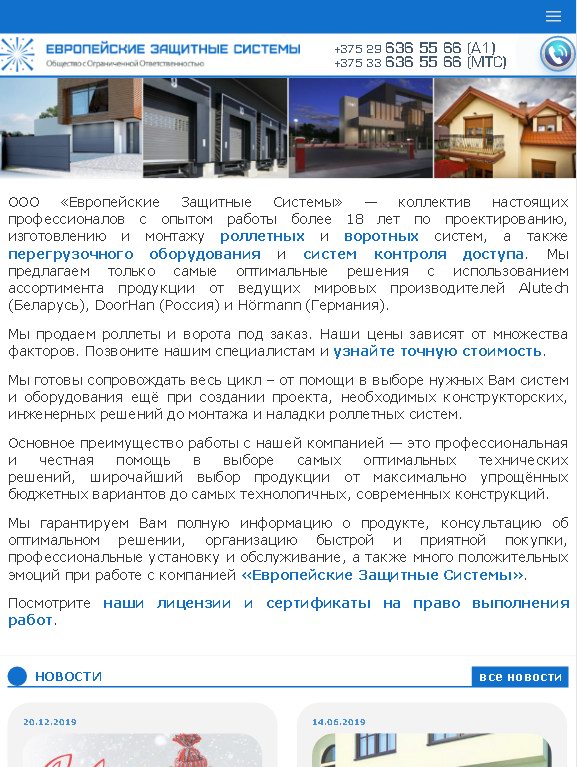 ЕВРОПЕЙСКИЕ ЗАЩИТНЫЕ СИСТЕМЫ
Общество с Ограниченной Ответственностью
+375 29 636 55 66 (A1)
+375 33 636 55 66 (МТС)
ООО «Европейские Защитные Системы» — коллектив настоящих
профессионалов с опытом работы более 18 лет по проектированию,
изготовлению и монтажу роллетных и воротных систем, а также
перегрузочного оборудования и систем контроля доступа. Мы
предлагаем только самые оптимальные решения с использованием
ассортимента продукции от ведущих мировых производителей Alutech
(Беларусь), DoorHan (Россия) и Hörmann (Германия).
Мы продаем роллеты и ворота под заказ. Наши цены зависят от множества
факторов. Позвоните нашим специалистам и узнайте точную стоимость.
Мы готовы сопровождать весь цикл – от помощи в выборе нужных Вам систем
и оборудования ещё при создании проекта, необходимых конструкторских,
инженерных решений до монтажа и наладки роллетных систем.
Основное преимущество работы с нашей компанией — это профессиональная
и честная помощь в выборе самых оптимальных технических
решений, широчайший выбор продукции от максимально упрощённых
бюджетных вариантов до самых технологичных, современных конструкций.
Мы гарантируем Вам полную информацию о продукте, консультацию об
оптимальном решении, организацию быстрой и приятной покупки,
профессиональные установку и обслуживание, а также много положительных
эмоций при работе с компанией «Европейские Защитные Системы».
Посмотрите наши лицензии и сертификаты на право выполнения
работ.
НОВОСТИ
все новости
20.12.2019
14.06.2019